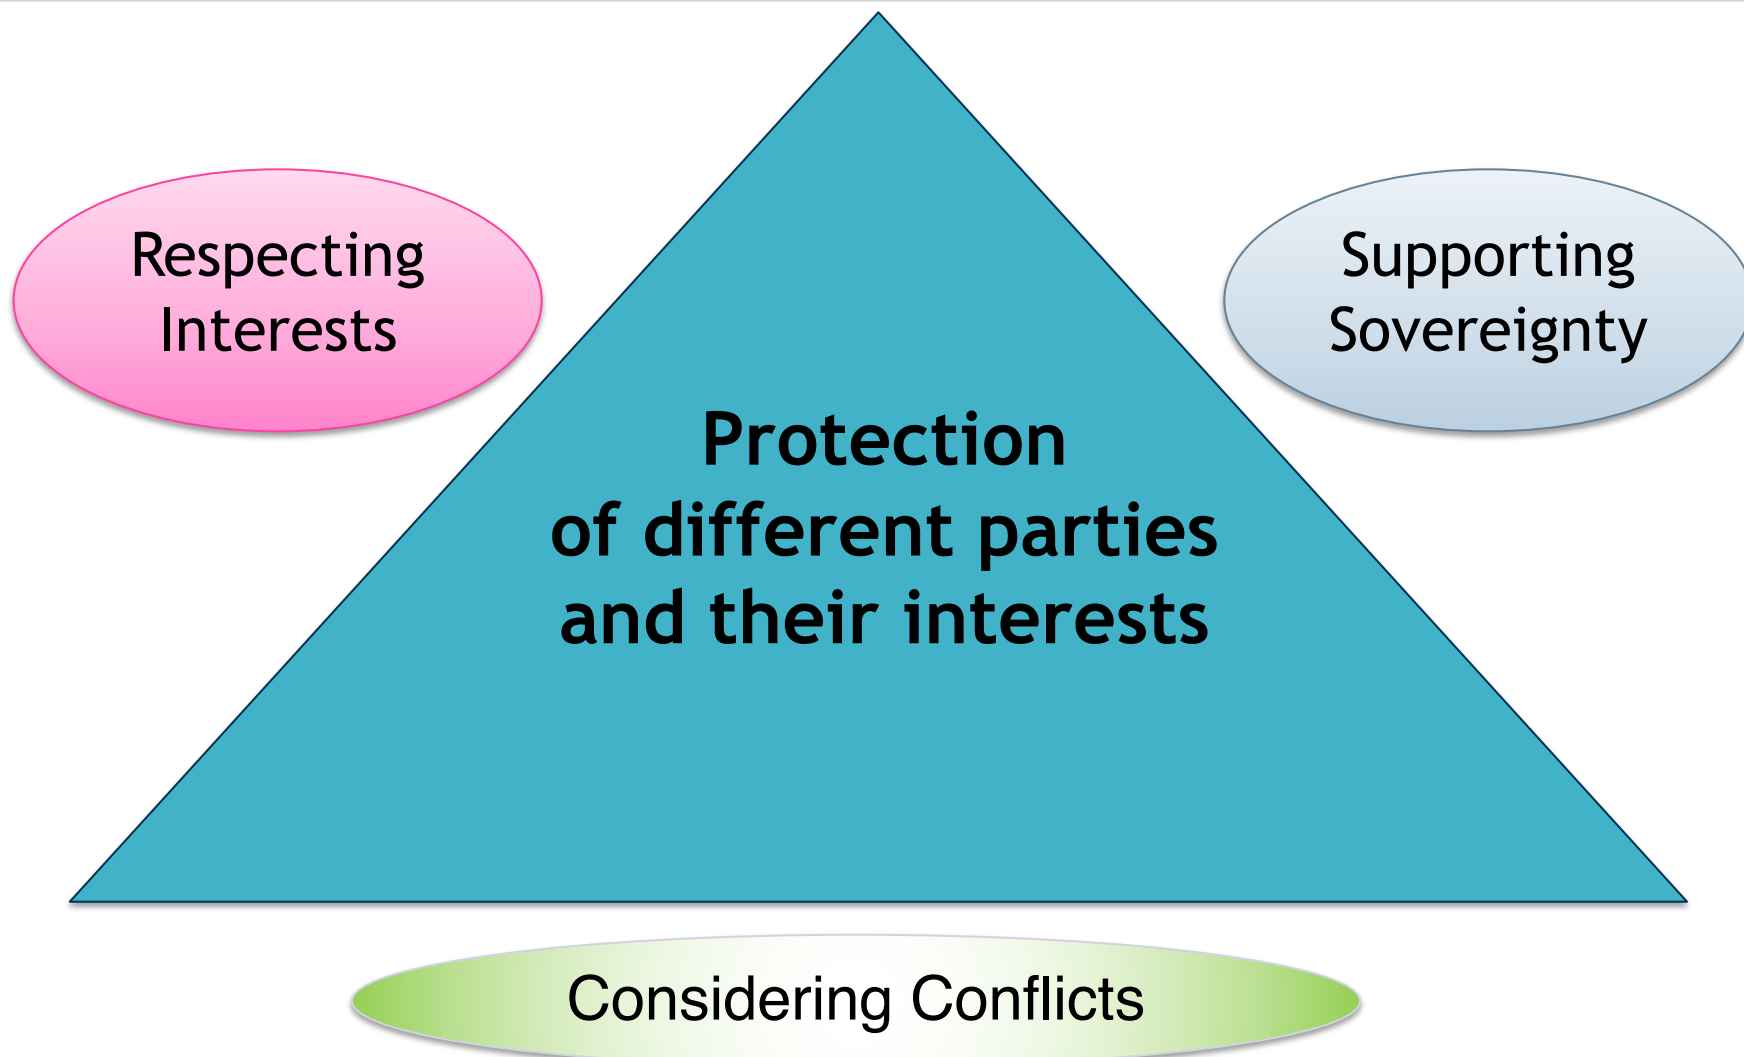 Respecting
Interests
Supporting
Sovereignty
Protection
of different parties
and their interests
Considering Conflicts